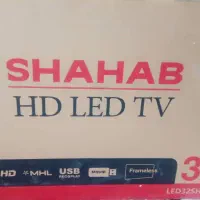 SHAHAB
HD LED TV
HD MHL USB Frameless
3